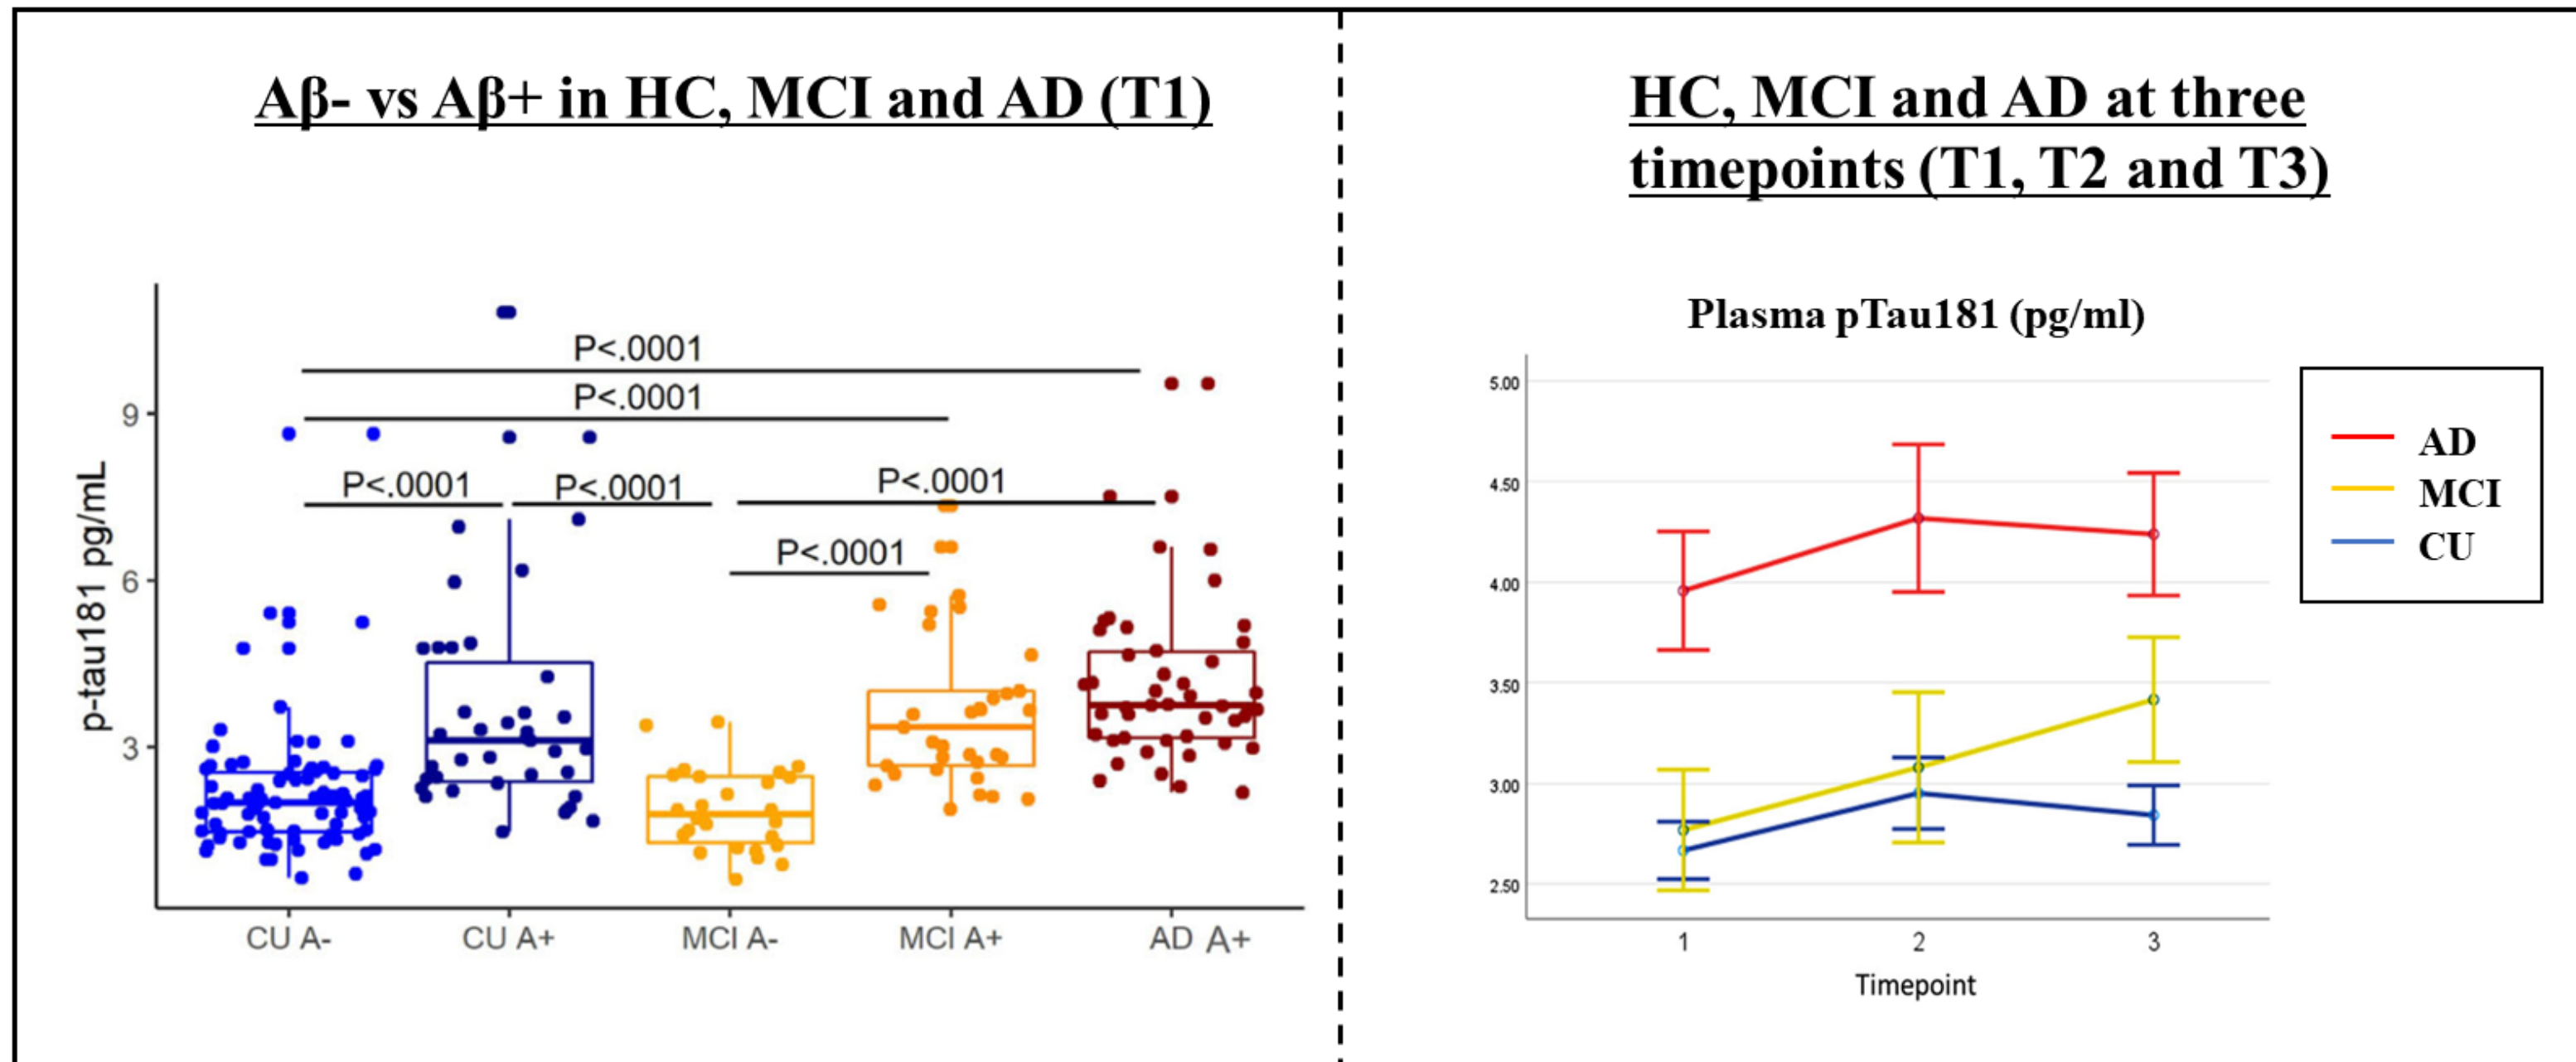 Aβ- vs Aβ+ in HC, MCI and AD (T1)
P<.0001
P<.0001
P<.0001
P<.0001
P<.0001
P<.0001
p-tau181 pg/mL
9
6
3
CU A-
CU A+
MCI A-
MCI A+
AD A+
HC, MCI and AD at three
timepoints (T1, T2 and T3)
Plasma pTau181 (pg/ml)
5.00
4.50
4.00
3.50
3.00
2.50
1
2
3
Timepoint
AD
MCI
CU